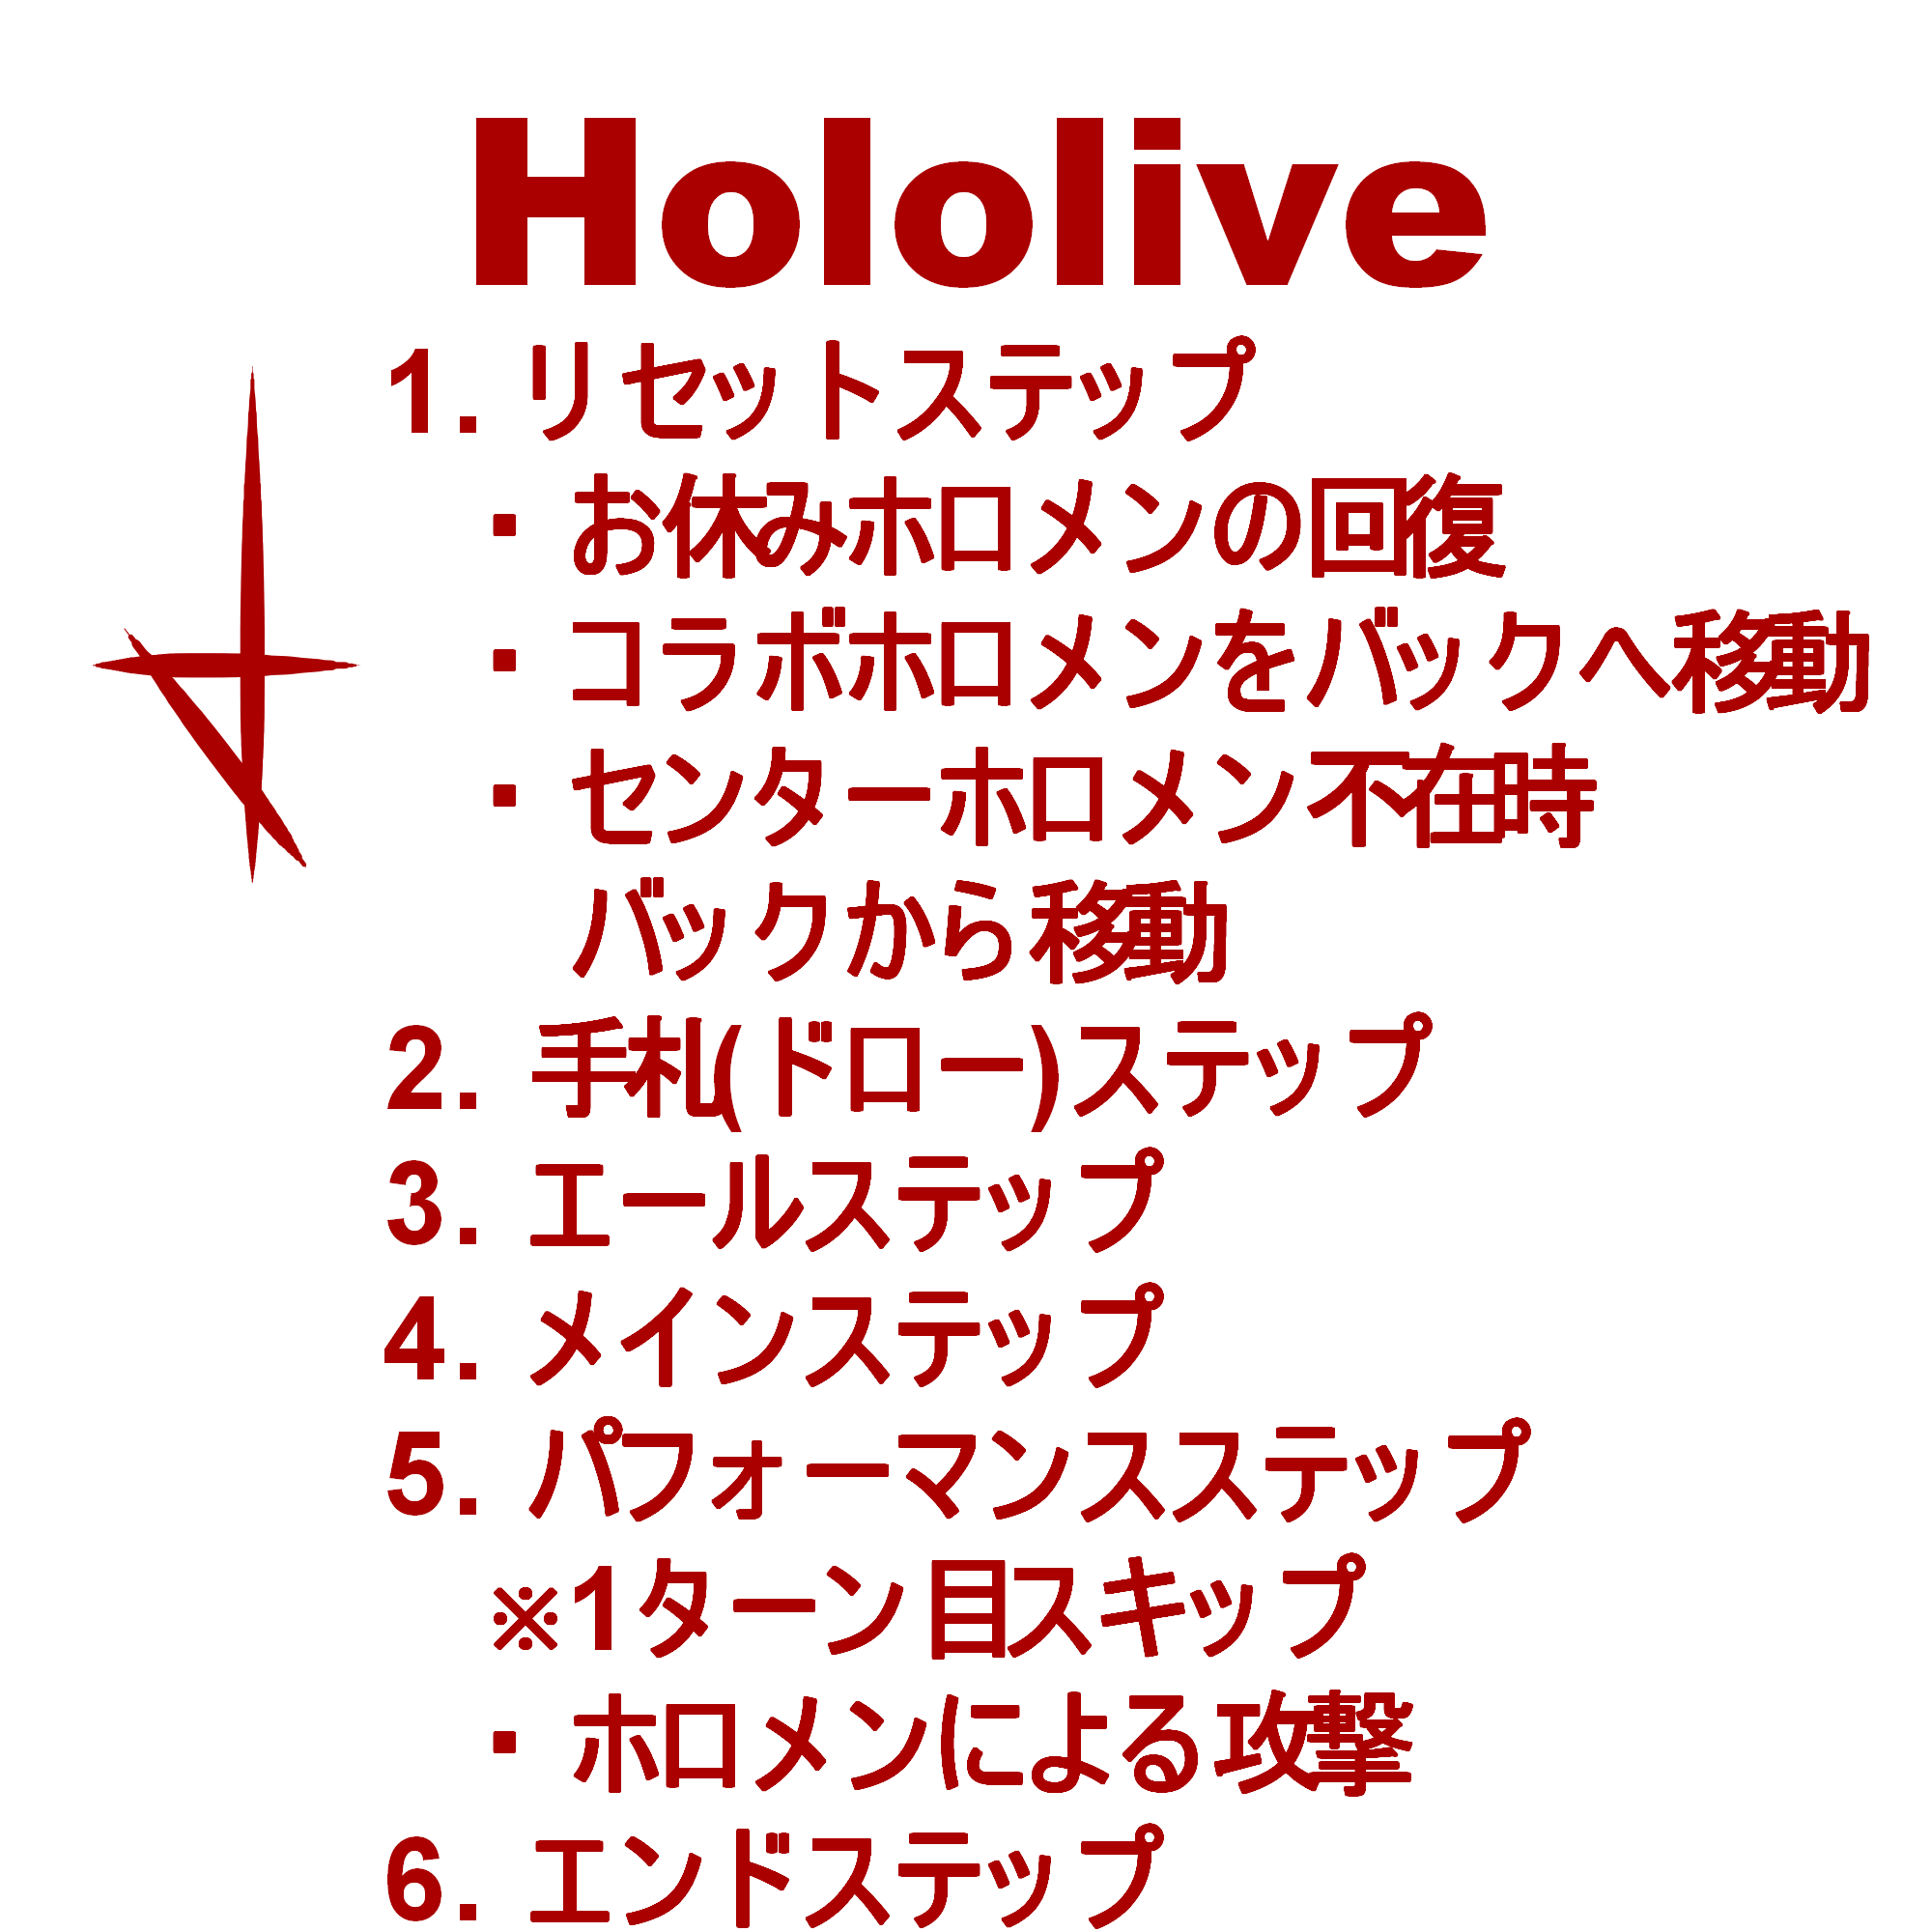 Hololive
1. リセットステップ
・お休みホロメンの回復
・コラボホロメンをバックへ移動
・センターホロメン不在時
バックから移動
2. 手札(ドロー)ステップ
3. エールステップ
4. メインステップ
5. パフォーマンスステップ
※1ターン目スキップ
・ホロメンによる攻撃
6. エンドステップ